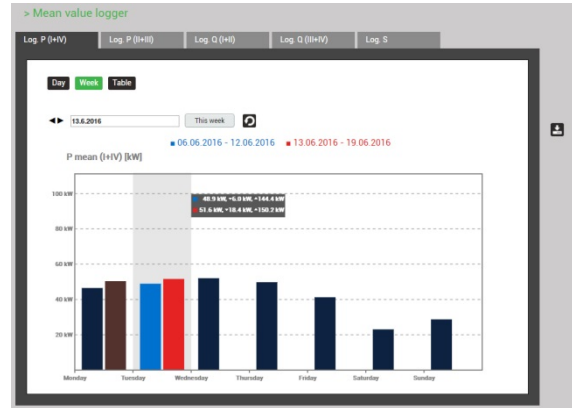 > Mean value logger
Log. P (I+IV) Log. P (II+III) Log. Q (I+II) Log. Q (III+IV) Log. S
Day Week Table
13.6.2016 This week
06.06.2016 - 12.06.2016 13.06.2016 - 19.06.2016
P mean (I+IV) [kW]
48.9 kW, -6.0 kW, +144.4 kW
51.6 kW, -18.4 kW, +150.2 kW
100 kW
80 kW
60 kW
40 kW
20 kW
Monday Tuesday Wednesday Thursday Friday Saturday Sunday